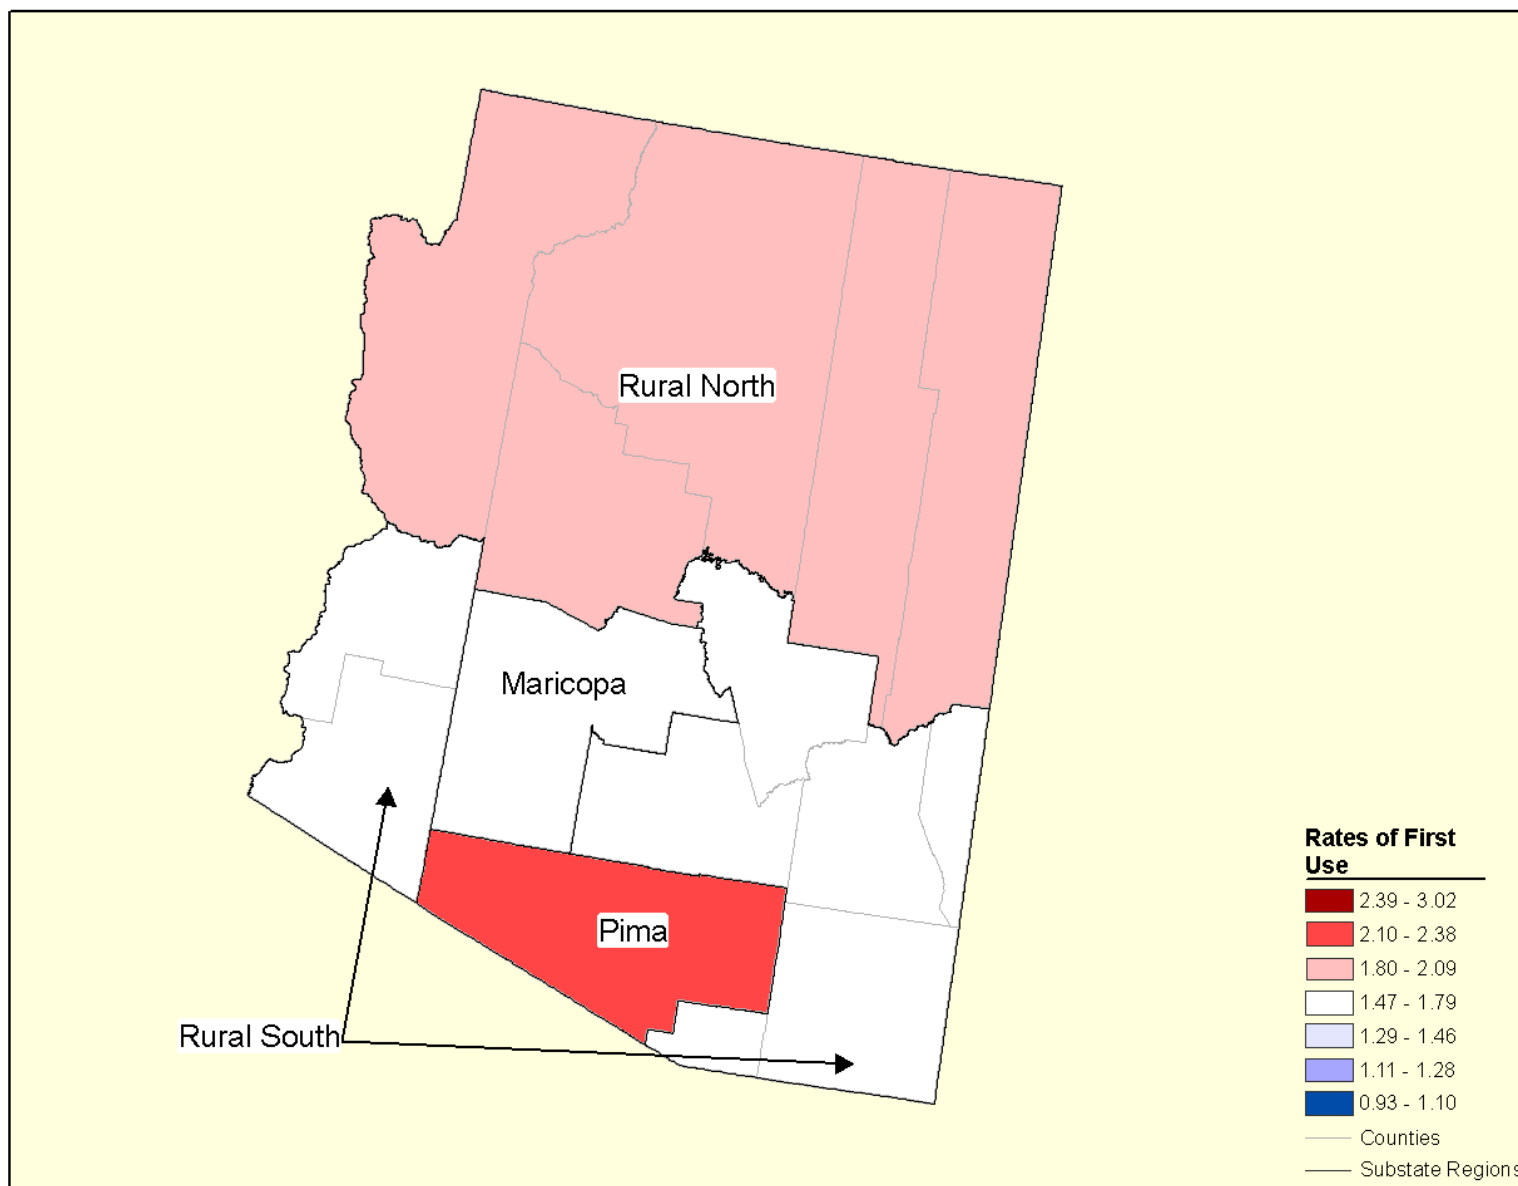 Rural North
Maricopa
Pima
Rural South
Rates of First
Use
2.39 - 3.02
2.10 - 2.38
1.80 - 2.09
1.47 - 1.79
1.29 - 1.46
1.11 - 1.28
0.93 - 1.10
Counties
Substate Regions